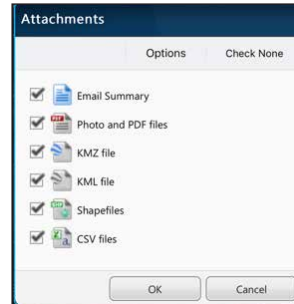 Attachments
Options Check None
Email Summary
Photo and PDF files
KMZ file
KML file
Shapefiles
CSV files
OK Cancel